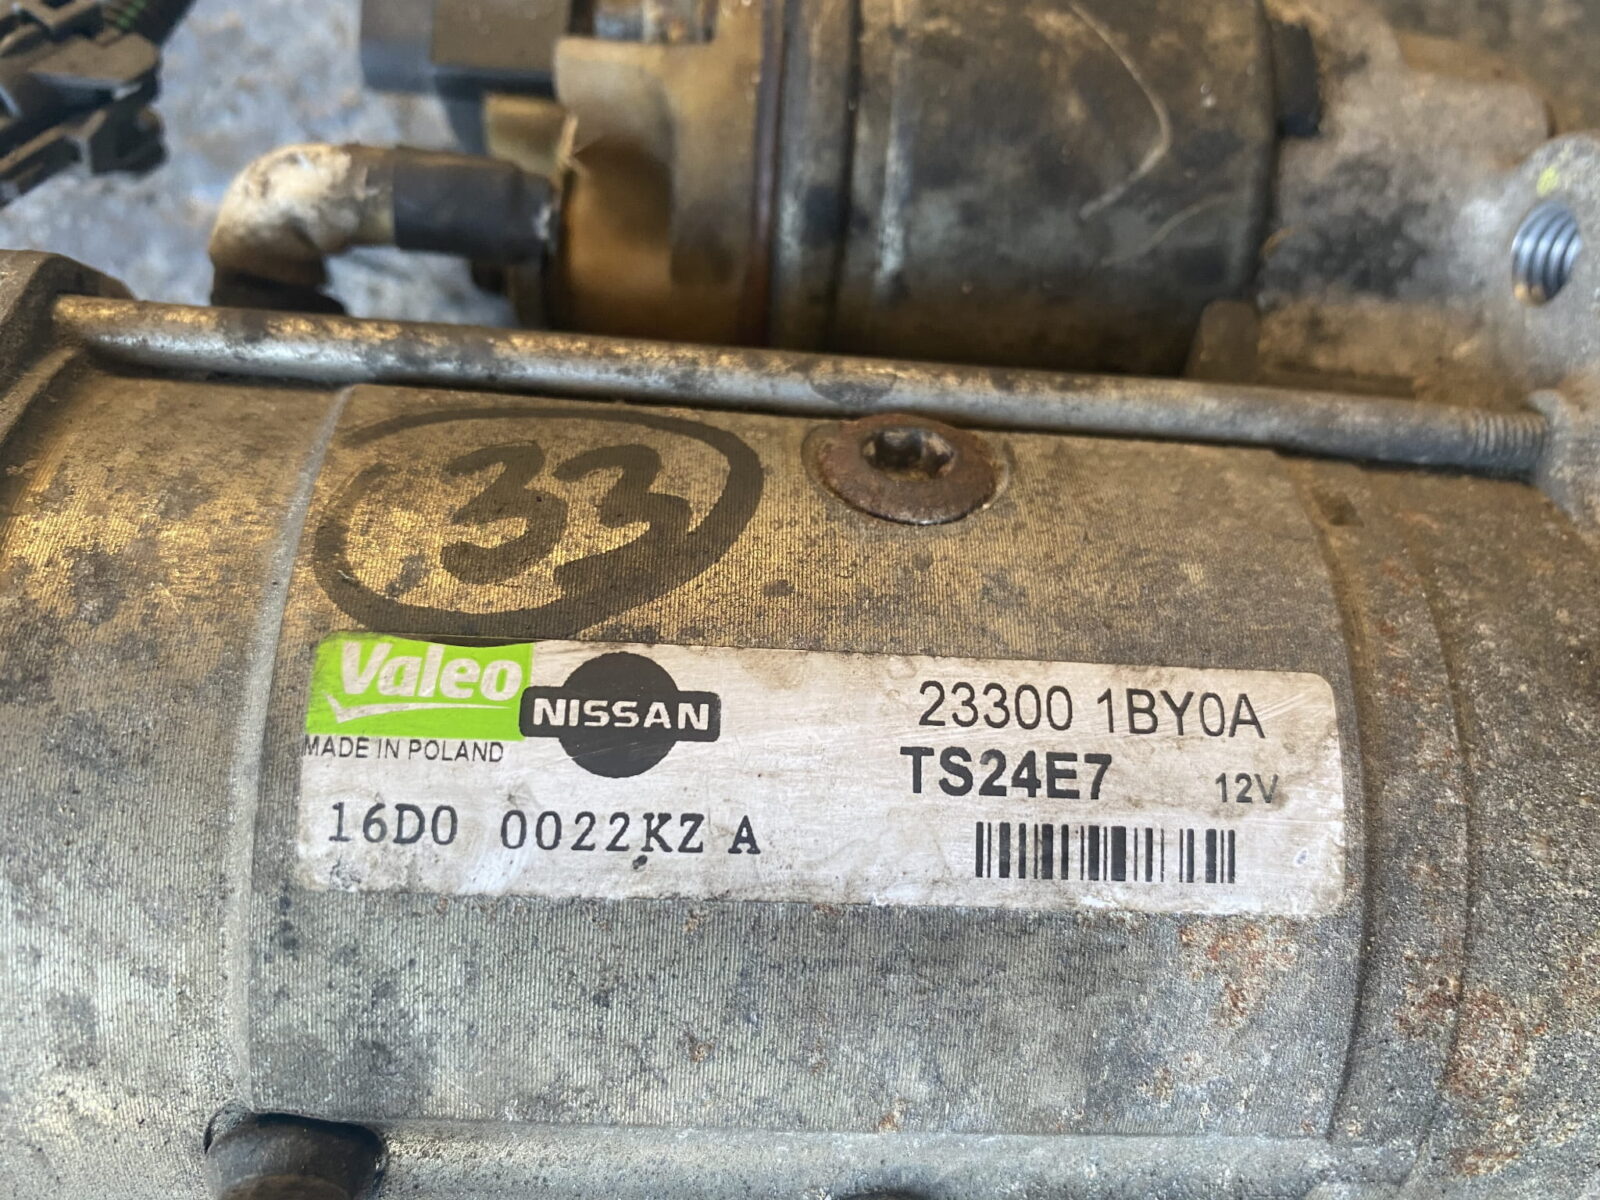 33
Valeo
NISSAN
23300 1BY0A
MADE IN POLAND
TS24E7 12V
16D0 0022KZ A